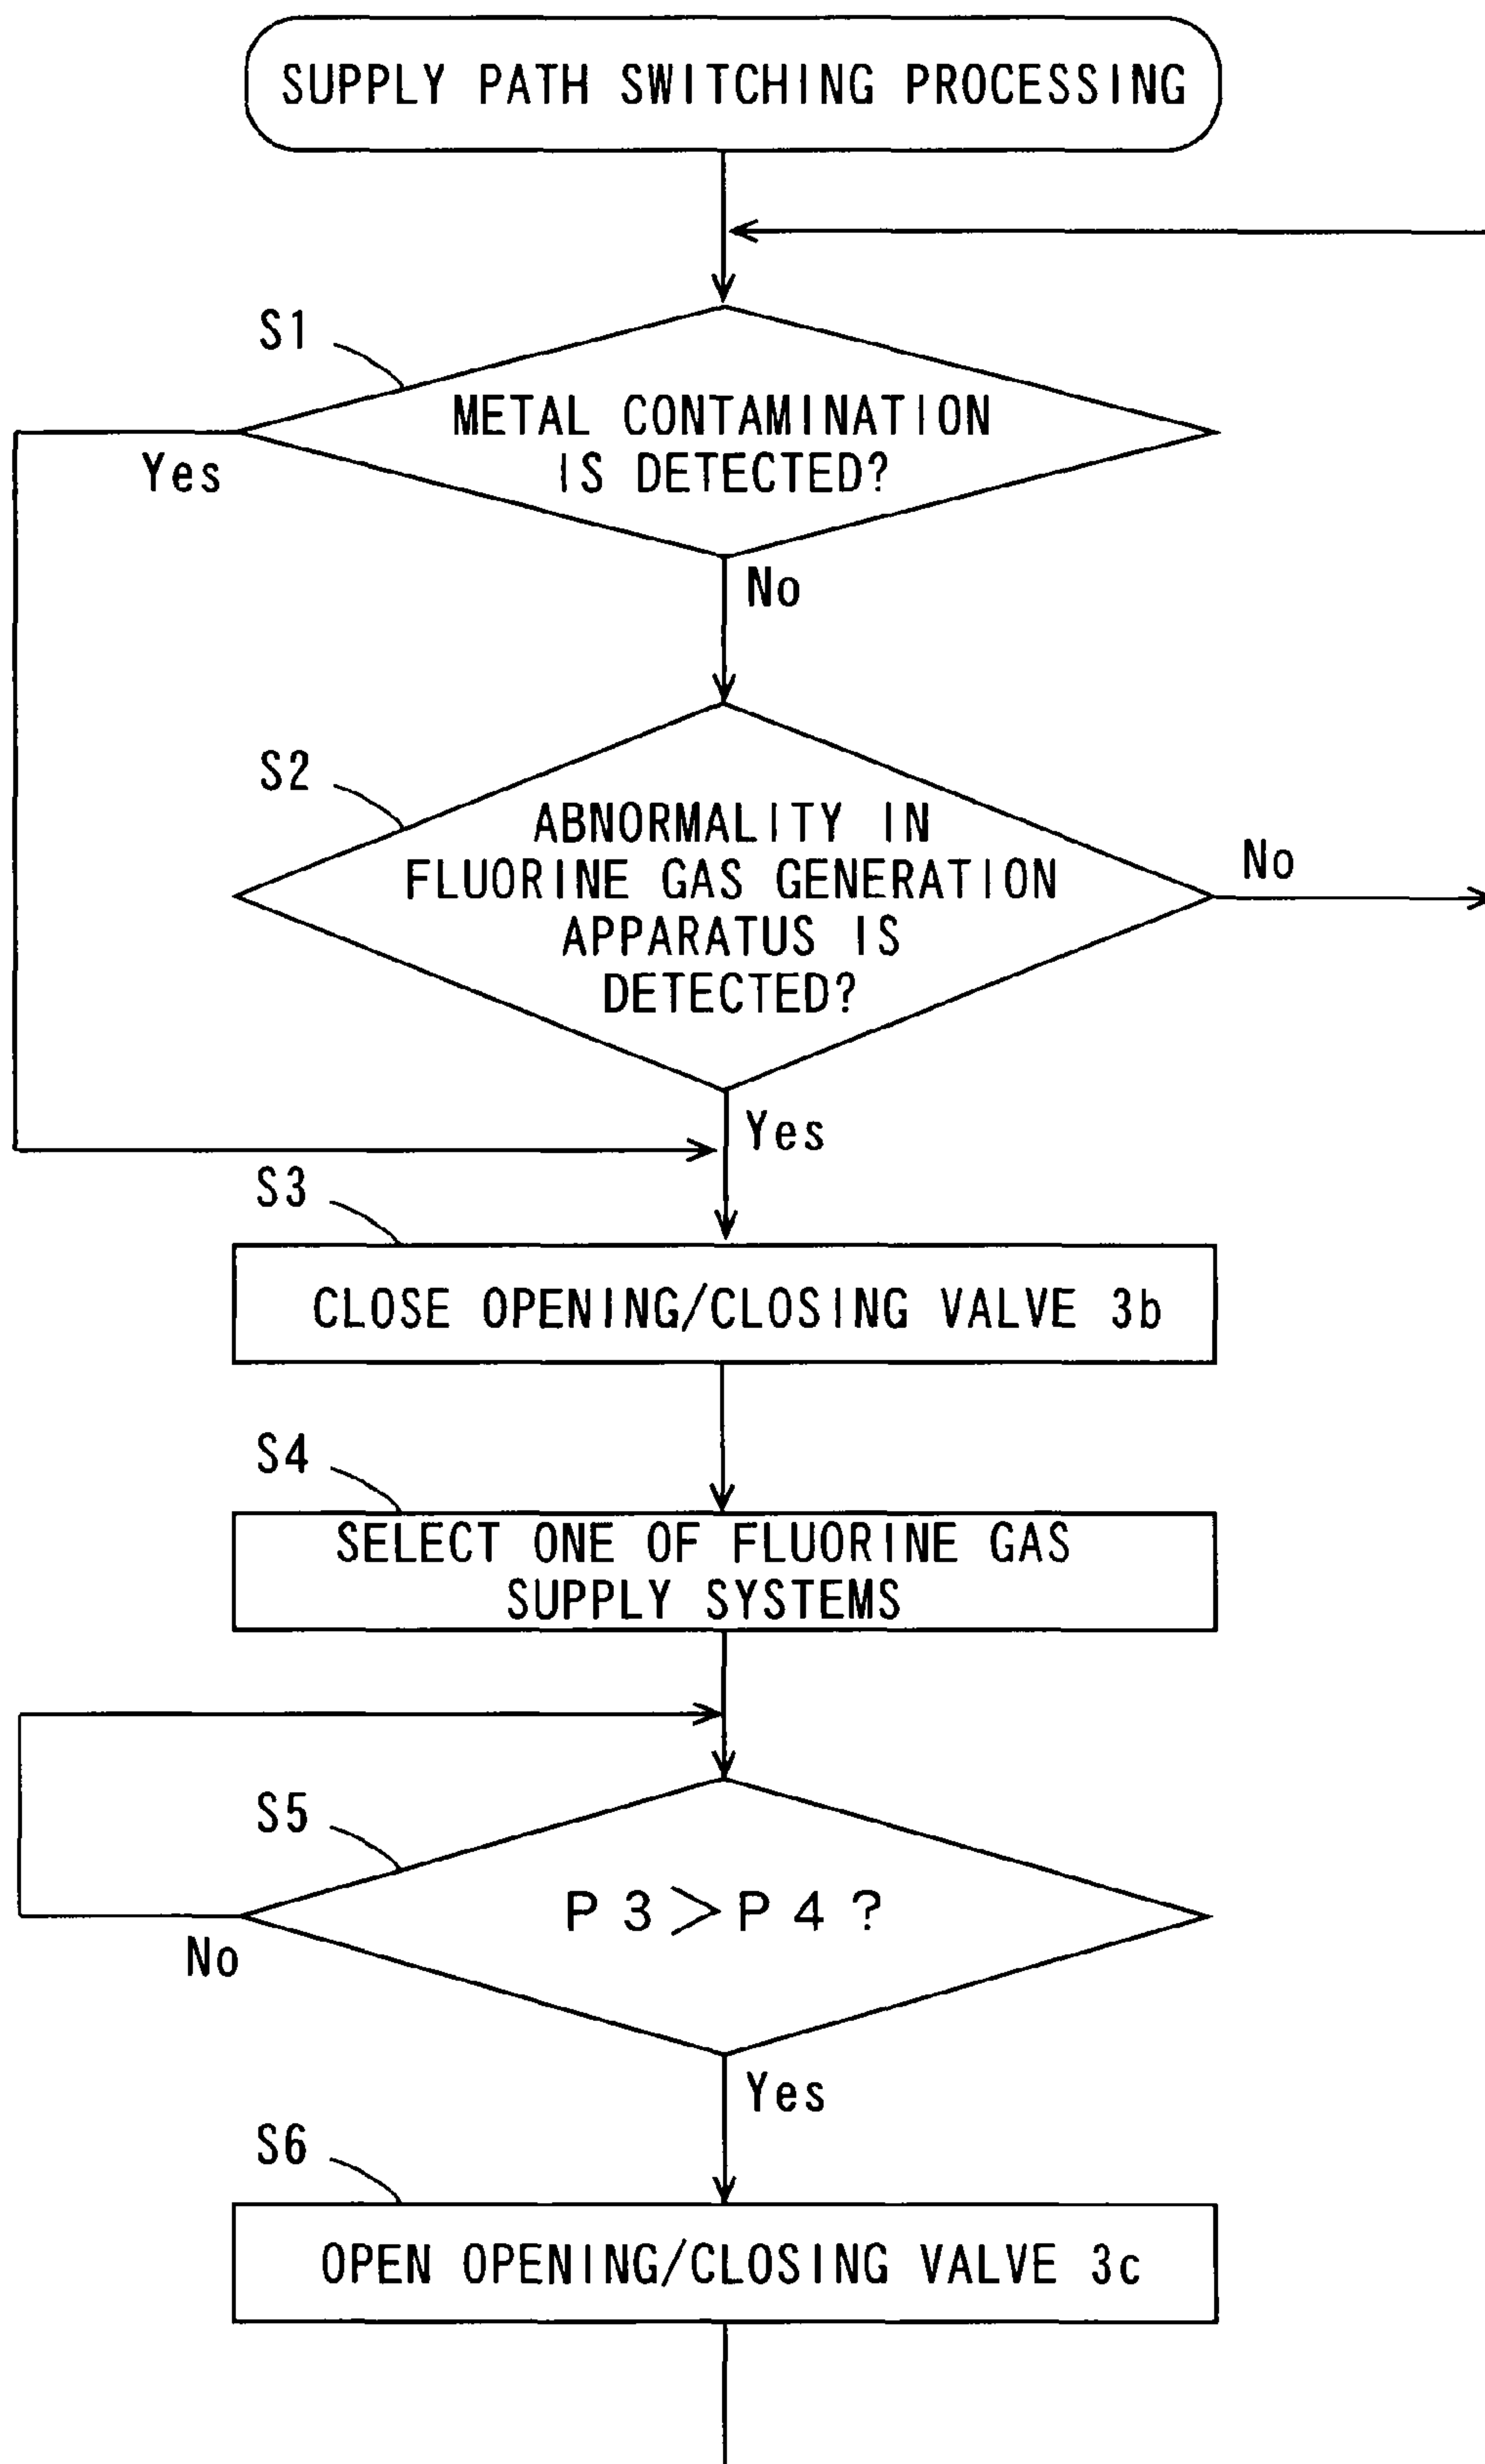 SUPPLY PATH SWITCHING PROCESSING
S1
METAL CONTAMINATION
IS DETECTED?
Yes
No
S2
ABNORMALITY IN
FLUORINE GAS GENERATION
APPARATUS IS
DETECTED?
No
Yes
S3
CLOSE OPENING/CLOSING VALVE 3b
S4
SELECT ONE OF FLUORINE GAS
SUPPLY SYSTEMS
S5
P3>P4?
No
Yes
S6
OPEN OPENING/CLOSING VALVE 3c